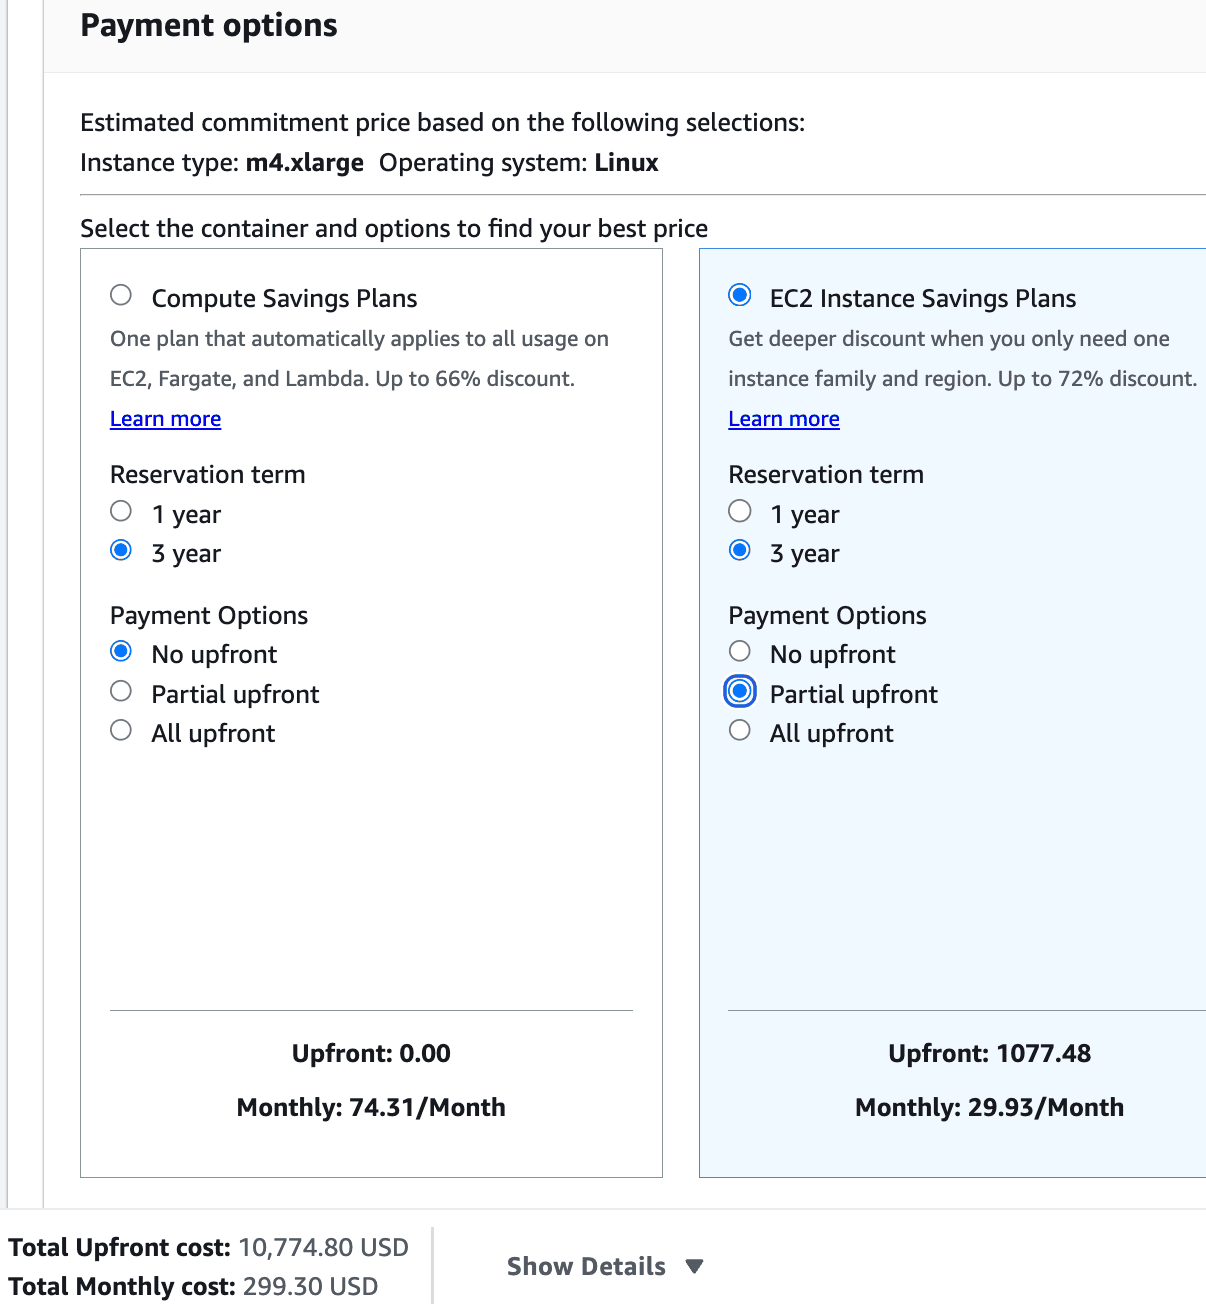 Payment options
Estimated commitment price based on the following selections:
Instance type: m4.xlarge Operating system: Linux
Select the container and options to find your best price
Compute Savings Plans
One plan that automatically applies to all usage on
EC2, Fargate, and Lambda. Up to 66% discount.
Learn more
Reservation term
1 year
3 year
Payment Options
No upfront
Partial upfront
All upfront
Upfront: 0.00
Monthly: 74.31/Month
EC2 Instance Savings Plans
Get deeper discount when you only need one
instance family and region. Up to 72% discount.
Learn more
Reservation term
1 year
3 year
Payment Options
No upfront
Partial upfront
All upfront
Upfront: 1077.48
Monthly: 29.93/Month
Total Upfront cost: 10,774.80 USD
Total Monthly cost: 299.30 USD
Show Details